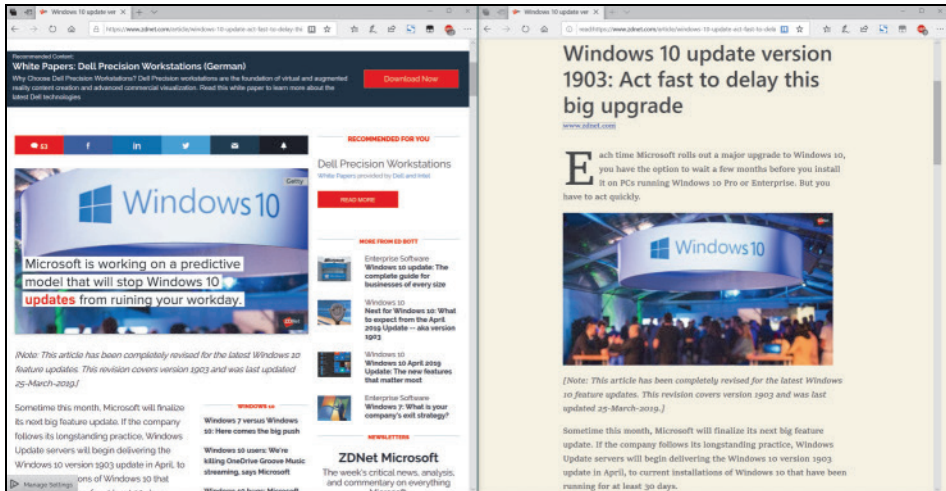 Windows 10 update ver
https://www.zdnet.com/article/windows-10-update-act-fast-to-delay-thi
Recommended Content:
White Papers: Dell Precision Workstations (German)
Why Choose Dell Precision Workstations? Dell Precision workstations are the foundation of virtual and augmented
reality content creation and advanced commercial visualization. Read this white paper to learn more about the
latest Dell technologies
Download Now
53
f
in
RECOMMENDED FOR YOU
Dell Precision Workstations
White Papers provided by Dell and Intel
READ MORE
Getty
Windows 10
Microsoft is working on a predictive
model that will stop Windows 10
updates from ruining your workday.
ZDNet
MORE FROM ED BOTT
Enterprise Software
Windows 10 update: The
complete guide for
businesses of every size
Windows 10
Next for Windows 10: What
to expect from the April
2019 Update -- aka version
1903
Windows 10
Windows 10 April 2019
Update: The new features
that matter most
Enterprise Software
Windows 7: What is your
company's exit strategy?
[Note: This article has been completely revised for the latest Windows 10
feature updates. This revision covers version 1903 and was last updated
25-March-2019.]
Sometime this month, Microsoft will finalize
its next big feature update. If the company
follows its longstanding practice, Windows
Update servers will begin delivering the
Windows 10 version 1903 update in April, to
ons of Windows 10 that
Manage Settings
WINDOWS 10
Windows 7 versus Windows
10: Here comes the big push
Windows 10 users: We're
killing OneDrive Groove Music
streaming, says Microsoft
NEWSLETTERS
ZDNet Microsoft
The week's critical news, analysis,
and commentary on everything
Windows 10 update ver
read:https://www.zdnet.com/article/windows-10-update-act-fast-to-dela
Windows 10 update version
1903: Act fast to delay this
big upgrade
www.zdnet.com
Each time Microsoft rolls out a major upgrade to Windows 10,
you have the option to wait a few months before you install
it on PCs running Windows 10 Pro or Enterprise. But you
have to act quickly.
Windows 10
[Note: This article has been completely revised for the latest Windows
10 feature updates. This revision covers version 1903 and was last
updated 25-March-2019.]
Sometime this month, Microsoft will finalize its next big feature
update. If the company follows its longstanding practice, Windows
Update servers will begin delivering the Windows 10 version 1903
update in April, to current installations of Windows 10 that have been
running for at least 30 days.